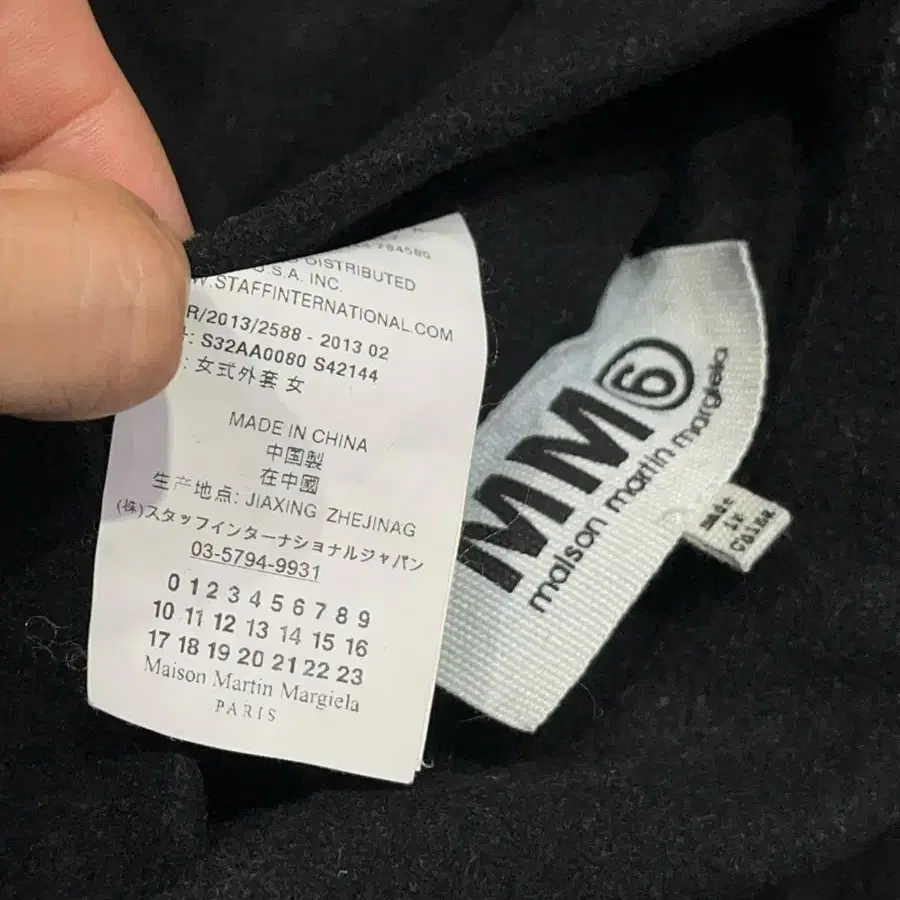 784580
DISTRIBUTED
U.S.A. INC.
W.STAFFINTERNATIONAL.COM
R/2013/2588 - 2013 02
: S32AA0080 S42144
: 女式外套 女
MADE IN CHINA
中国製
在中國
生产地点: JIAXING ZHEJINAG
(株)スタッフインターナショナルジャパン
03-5794-9931
0 1 2 3 4 5 6 7 8 9
10 11 12 13 14 15 16
17 18 19 20 21 22 23
Maison Martin Margiela
PARIS
MM6
maison martin margiela